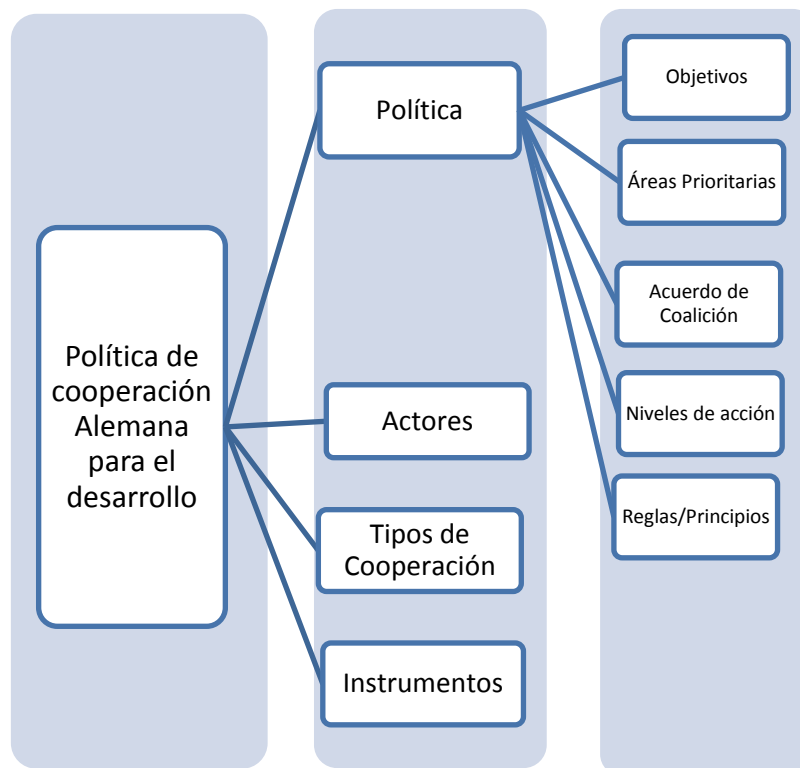 Política de
cooperación
Alemana
para el
desarrollo
Política
Actores
Tipos de
Cooperación
Instrumentos
Objetivos
Áreas Prioritarias
Acuerdo de
Coalición
Niveles de acción
Reglas/Principios